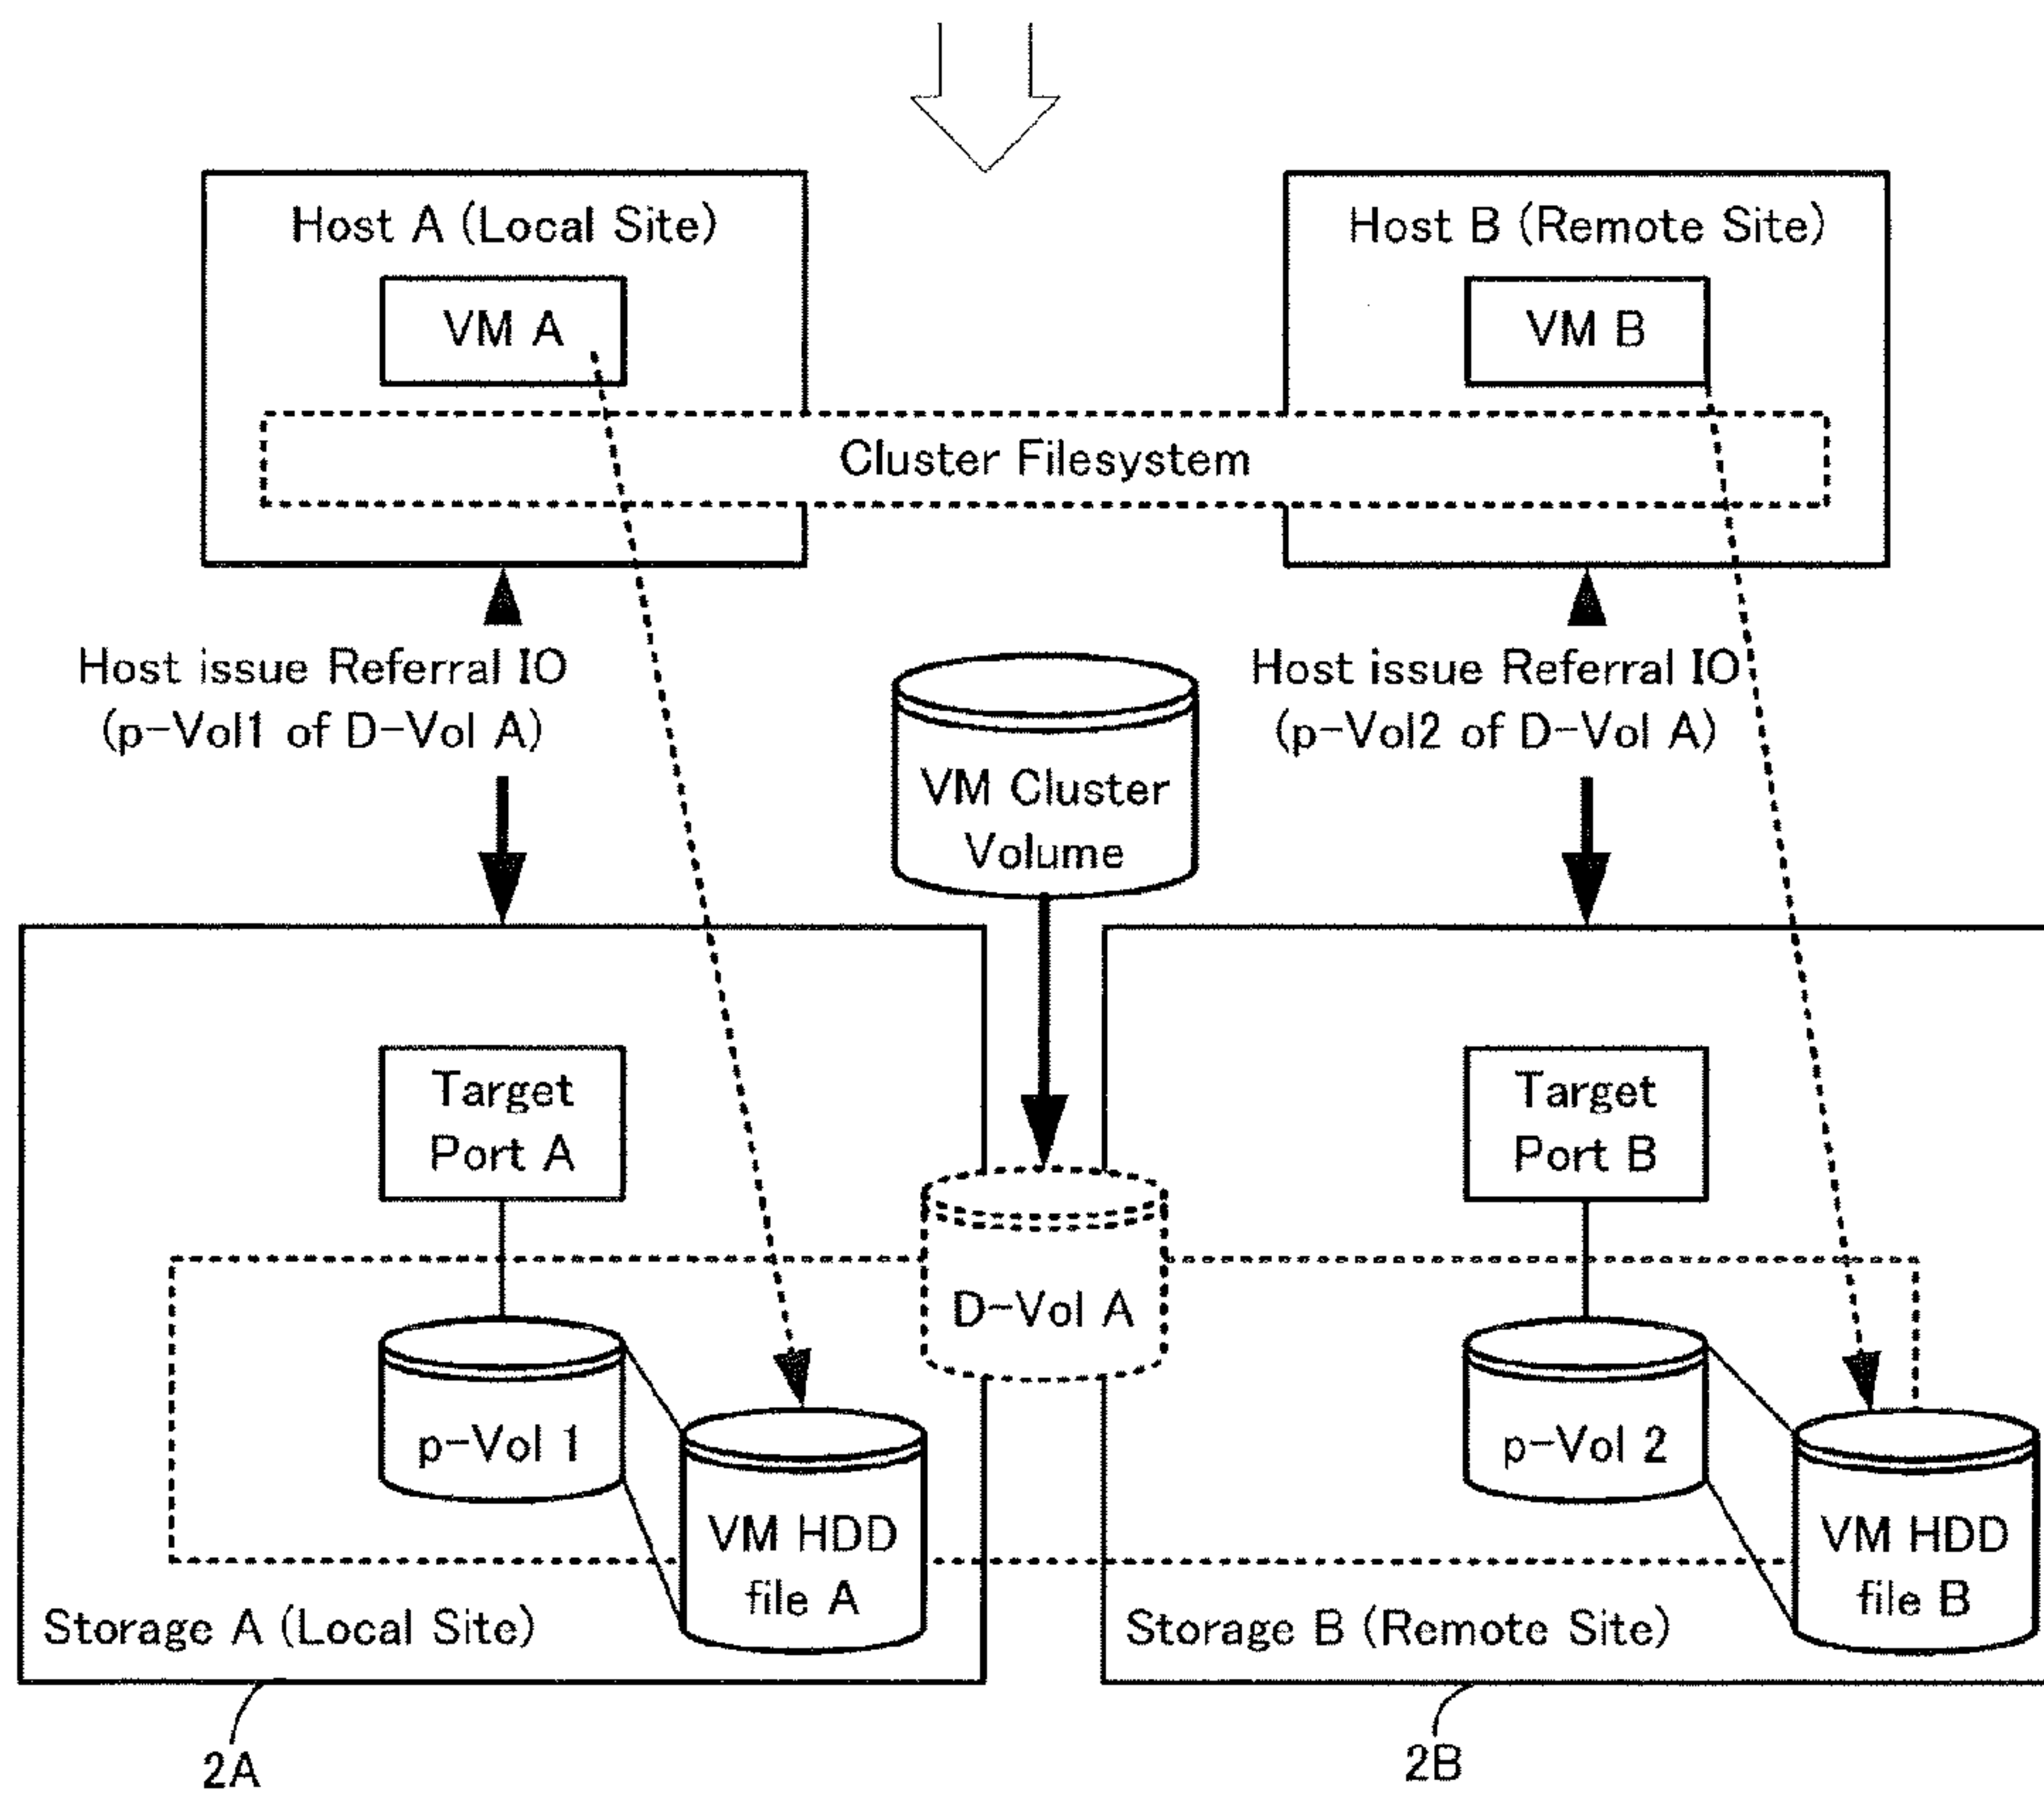 Host A (Local Site)
VM A
Host B (Remote Site)
VM B
Cluster Filesystem
Host issue Referral IO
(p-Vol1 of D-Vol A)
VM Cluster
Volume
Host issue Referral IO
(p-Vol2 of D-Vol A)
Target
Port A
Target
Port B
D-Vol A
p-Vol 1
VM HDD
file A
p-Vol 2
VM HDD
file B
Storage A (Local Site)
Storage B (Remote Site)
2A
2B